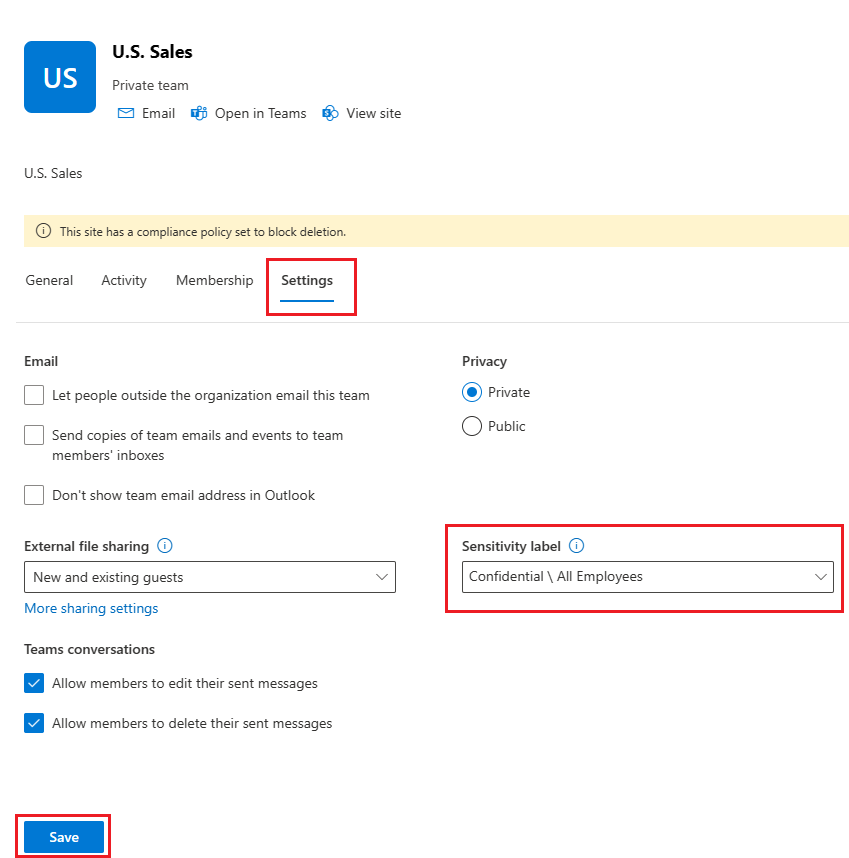 US
U.S. Sales
Private team
Email Open in Teams View site
U.S. Sales
This site has a compliance policy set to block deletion.
General Activity Membership Settings
Email
Let people outside the organization email this team
Send copies of team emails and events to team
members' inboxes
Don't show team email address in Outlook
Privacy
Private
Public
External file sharing
New and existing guests
More sharing settings
Sensitivity label
Confidential \ All Employees
Teams conversations
Allow members to edit their sent messages
Allow members to delete their sent messages
Save